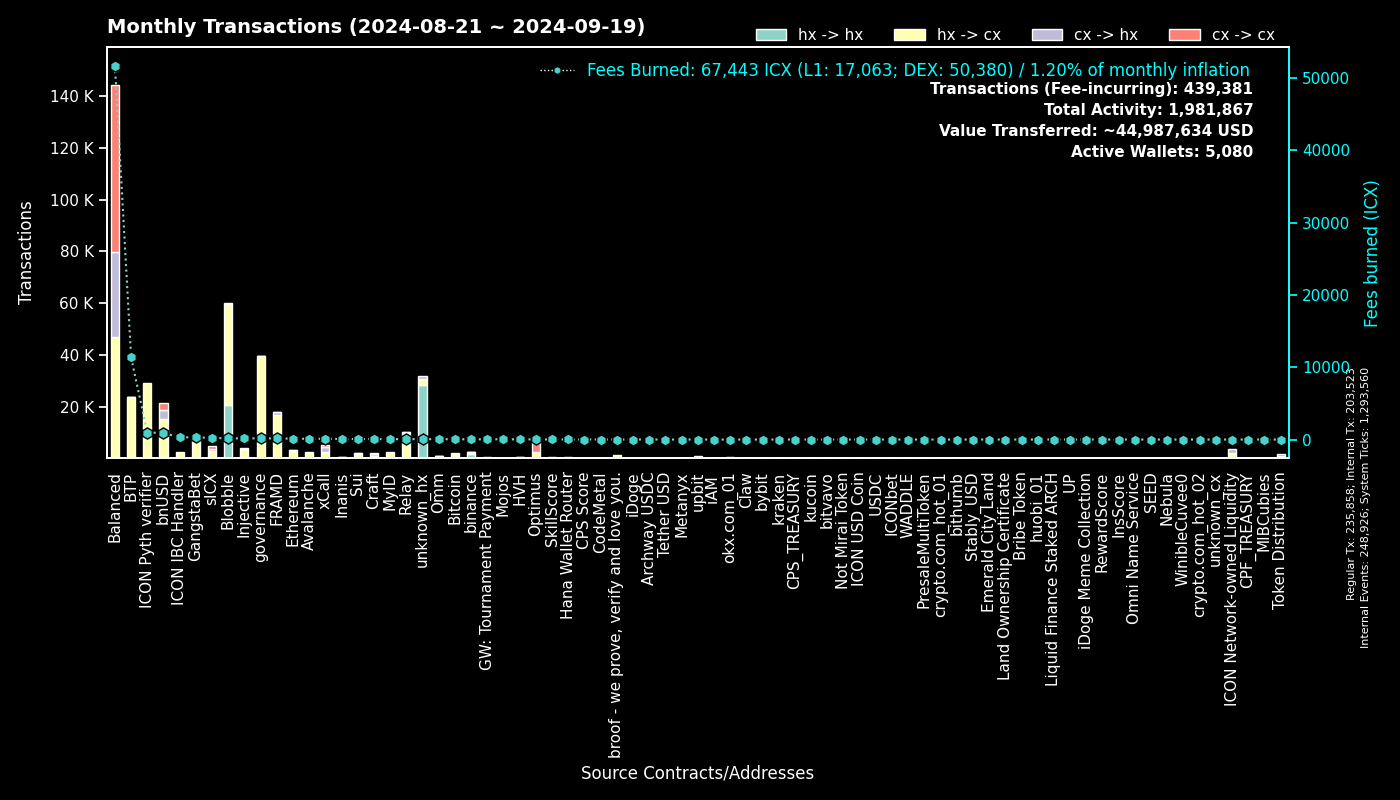 Monthly Transactions (2024-08-21 ~ 2024-09-19)
hx -> hx
hx -> cx
cx -> hx
cx -> cx
Fees Burned: 67,443 ICX (L1: 17,063; DEX: 50,380) / 1.20% of monthly inflation
Transactions (Fee-incurring): 439,381
Total Activity: 1,981,867
Value Transferred: ~44,987,634 USD
Active Wallets: 5,080
Transactions
140 K
120 K
100 K
80 K
60 K
40 K
20 K
50000
40000
30000
20000
10000
0
Fees burned (ICX)
Regular Tx: 235,858; Internal Tx: 203,523
Internal Events: 248,926; System Ticks: 1,293,560
Balanced
BTP
ICON Pyth verifier
bnUSD
ICON IBC Handler
GangstaBet
sICX
Blobble
Injective
governance
FRAMD
Ethereum
Avalanche
xCall
Inanis
Sui
Craft
MyID
Relay
unknown_hx
Omm
Bitcoin
binance
GW: Tournament Payment
Mojos
HVH
Optimus
SkillScore
Hana Wallet Router
CPS Score
CodeMetal
broof - we prove, verify and love you.
iDoge
Archway USDC
Tether USD
Metanyx
upbit
IAM
okx.com_01
Claw
bybit
kraken
CPS_TREASURY
kucoin
bitvavo
Not Mirai Token
ICON USD Coin
USDC
ICONbet
WADDLE
PresaleMultiToken
crypto.com_hot_01
bithumb
Stably_USD
Emerald City Land
Land Ownership Certificate
Bribe Token
huobi_01
Liquid Finance Staked ARCH
UP
iDoge Meme Collection
RewardScore
InsScore
Omni Name Service
SEED
Nebula
WinibleCuvee0
crypto.com_hot_02
unknown_cx
ICON Network-owned Liquidity
CPF_TREASURY
MIBCubies
Token Distribution
Source Contracts/Addresses